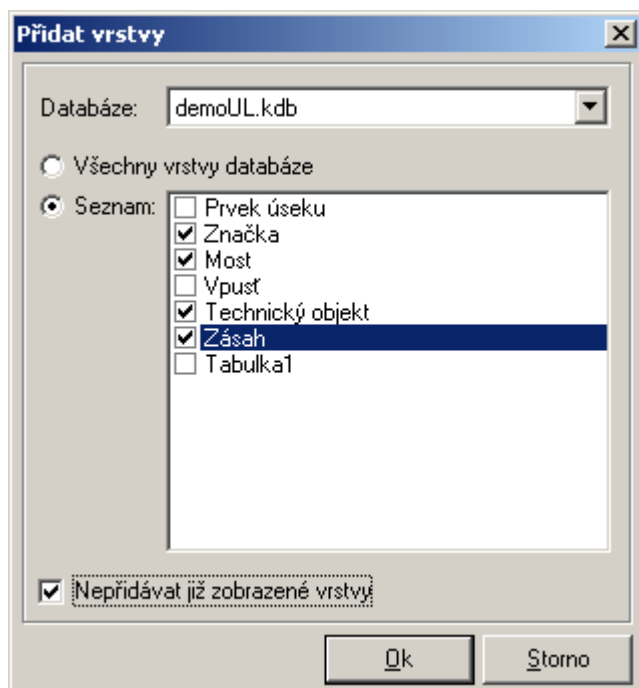 Přidat vrstvy
Databáze: demoUL.kdb
Všechny vrstvy databáze
Seznam:
Prvek úseku
Značka
Most
Vpusť
Technický objekt
Zásah
Tabulka1
Nepřidávat již zobrazené vrstvy
Ok Storno